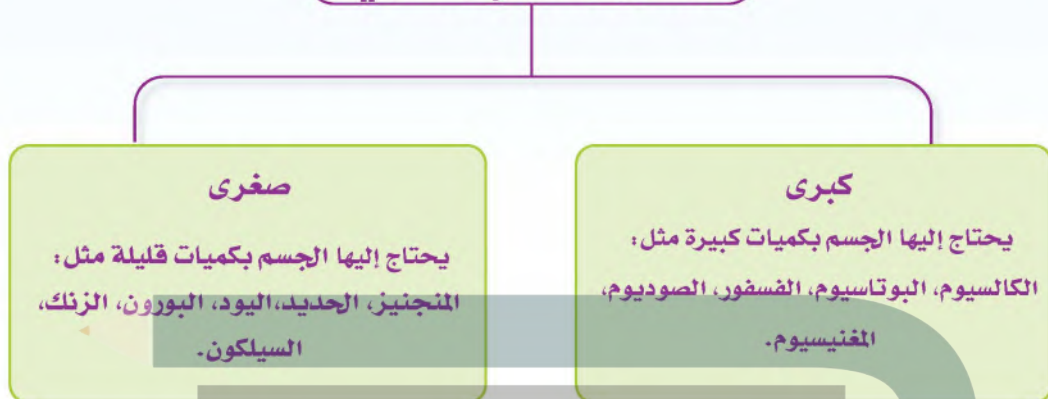 كبرى
يحتاج إليها الجسم بكميات كبيرة مثل:
الكالسيوم، البوتاسيوم، الفسفور، الصوديوم،
المغنيسيوم.
صغرى
يحتاج إليها الجسم بكميات قليلة مثل:
المنجنيز، الحديد،اليود، البورون، الزنك،
السيلكون.